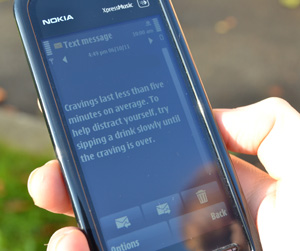 NOKIA
XpressMusic
Text message
Cravings last less than five
minutes on average. To
help distract yourself, try
sipping a drink slowly until
the craving is over.
Options
Back